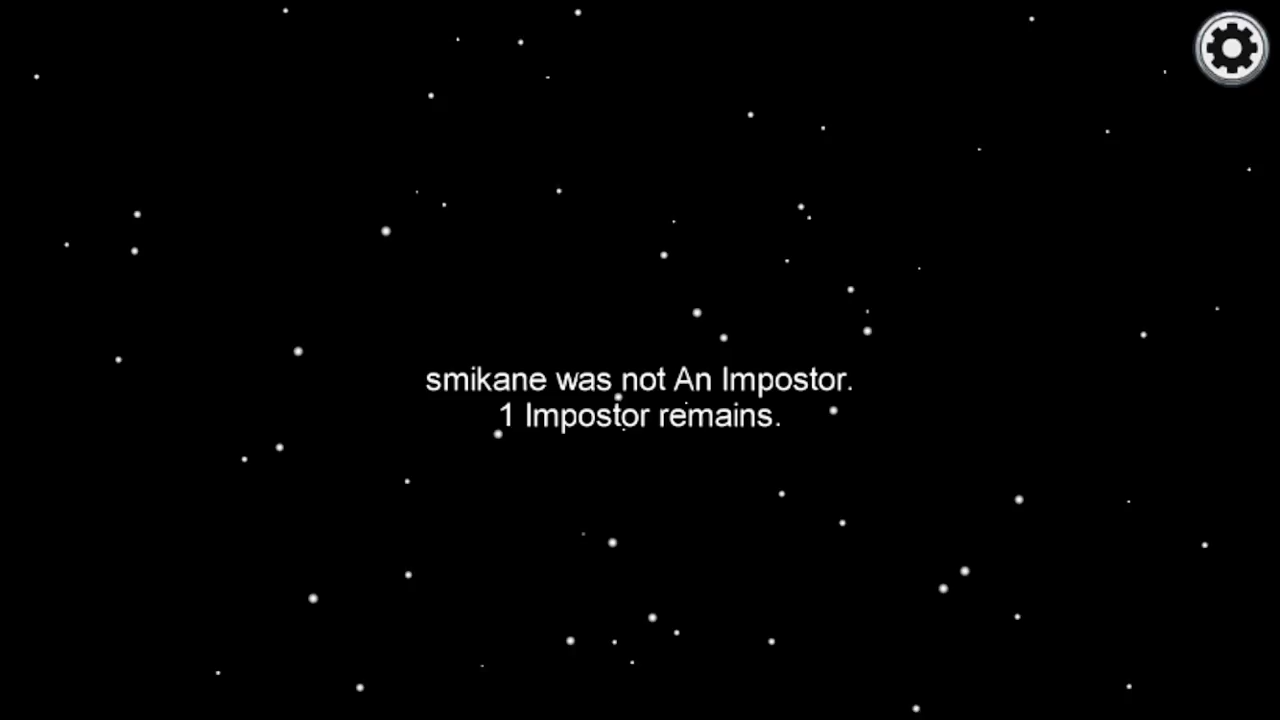 smikane was not An Impostor.
1 Impostor remains.